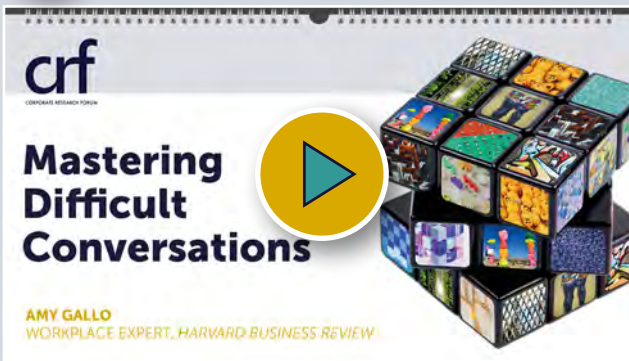 crf
CORPORATE RESEARCH FORUM
Mastering
Difficult
Conversations
AMY GALLO
WORKPLACE EXPERT, HARVARD BUSINESS REVIEW